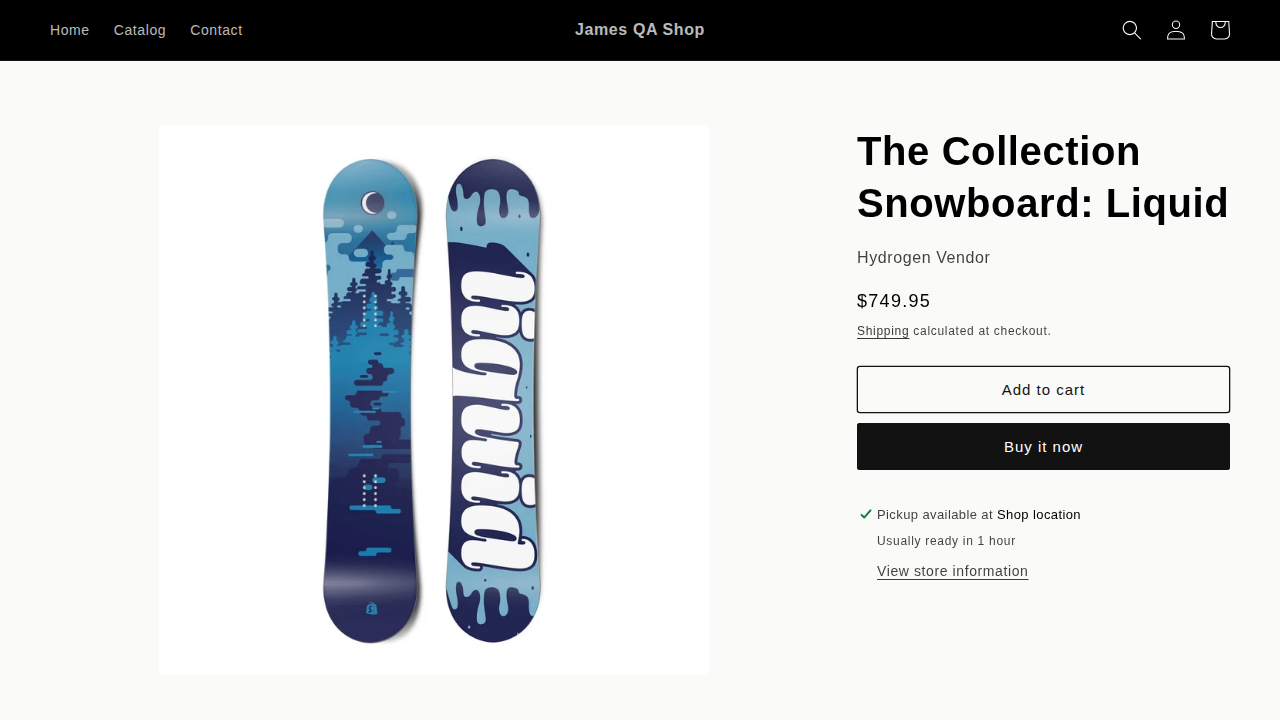 Home
Catalog
Contact
James QA Shop
liquid
The Collection
Snowboard: Liquid
Hydrogen Vendor
$749.95
Shipping calculated at checkout.
Add to cart
Buy it now
Pickup available at Shop location
Usually ready in 1 hour
View store information